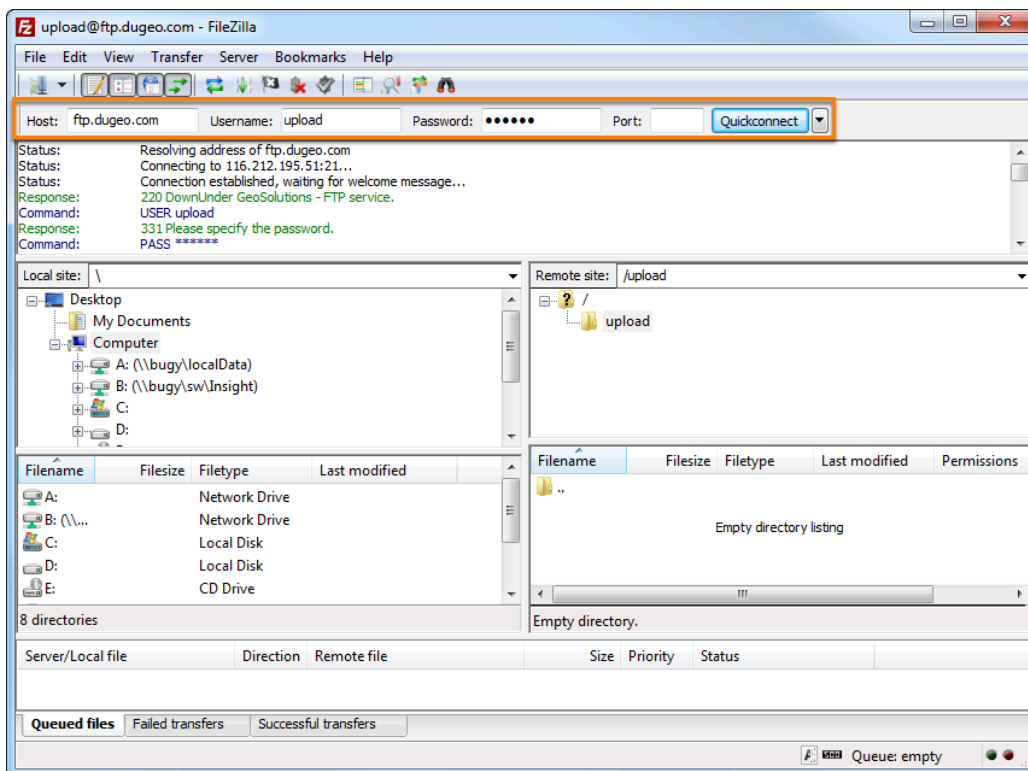 upload@ftp.dugeo.com - FileZilla
File Edit View Transfer Server Bookmarks Help
Host: ftp.dugeo.com Username: upload Password: •••••• Port: Quickconnect
Status: Resolving address of ftp.dugeo.com
Status: Connecting to 116.212.195.51:21...
Status: Connection established, waiting for welcome message...
Response: 220 DownUnder GeoSolutions - FTP service.
Command: USER upload
Response: 331 Please specify the password.
Command: PASS ******
Local site: \
Desktop
My Documents
Computer
A: (\\bugy\localData)
B: (\\bugy\sw\Insight)
C:
D:
Filename Filesize Filetype Last modified
A: Network Drive
B: (\\... Network Drive
C: Local Disk
D: Local Disk
E: CD Drive
8 directories
Remote site: /upload
/
upload
Filename Filesize Filetype Last modified Permissions
..
Empty directory listing
Empty directory.
Server/Local file Direction Remote file Size Priority Status
Queued files Failed transfers Successful transfers
Queue: empty